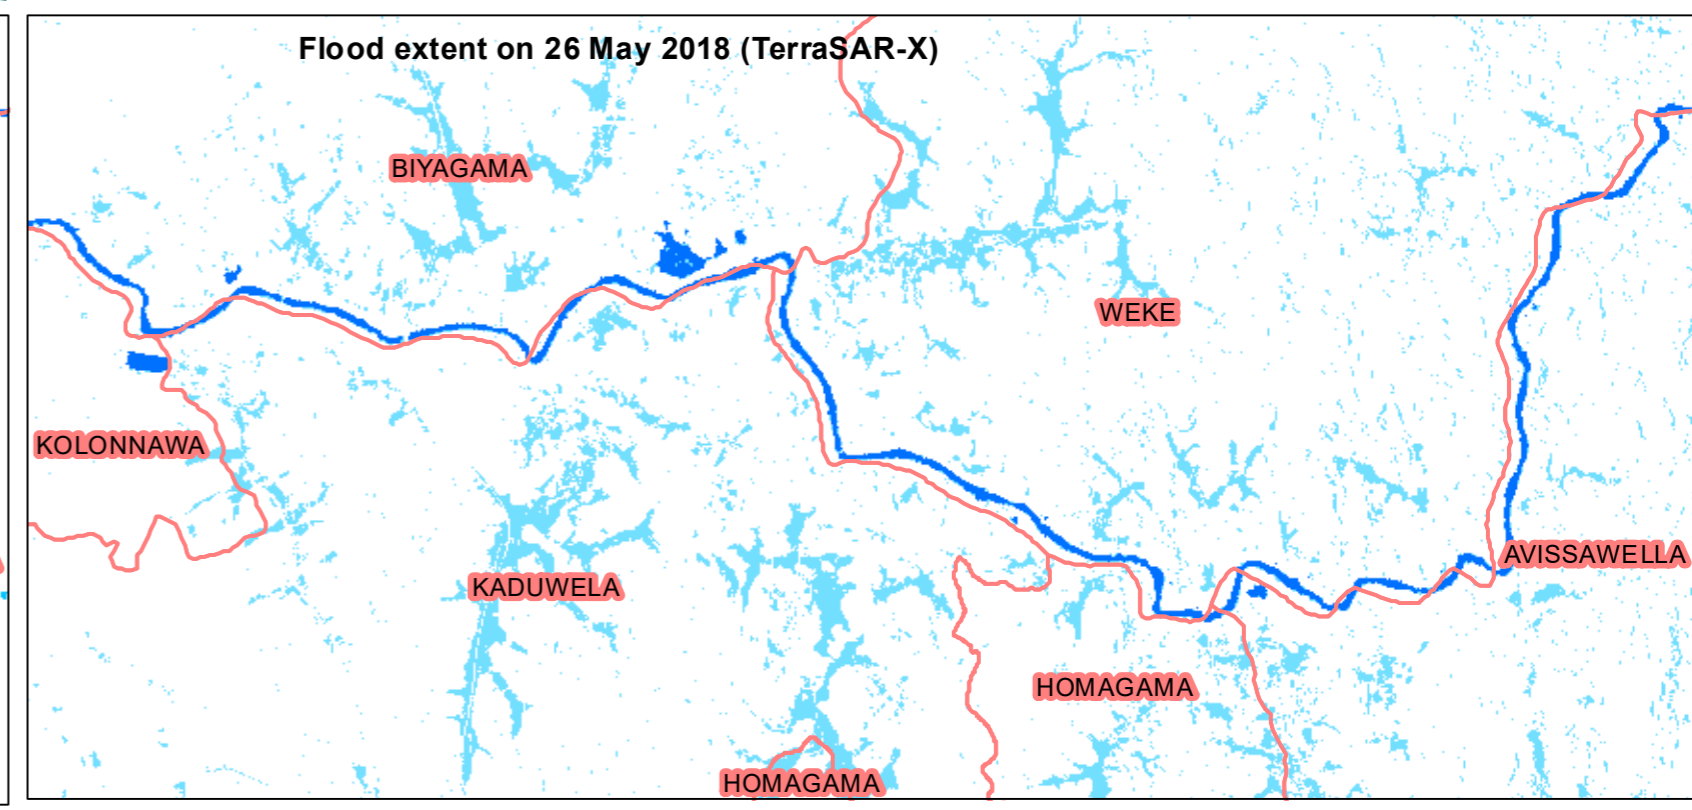 Flood extent on 26 May 2018 (TerraSAR-X)
BIYAGAMA
WEKE
KOLONNAWA
AVISSAWELLA
KADUWELA
HOMAGAMA
HOMAGAMA